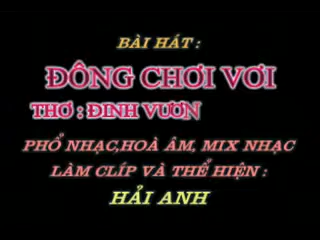 BÀI HÁT :
ĐÔNG CHƠI VƠI
THƠ : ĐINH VƯƠN
PHỔ NHẠC,HOÀ ÂM, MIX NHẠC
LÀM CLÍP VÀ THỂ HIỆN :
HẢI ANH